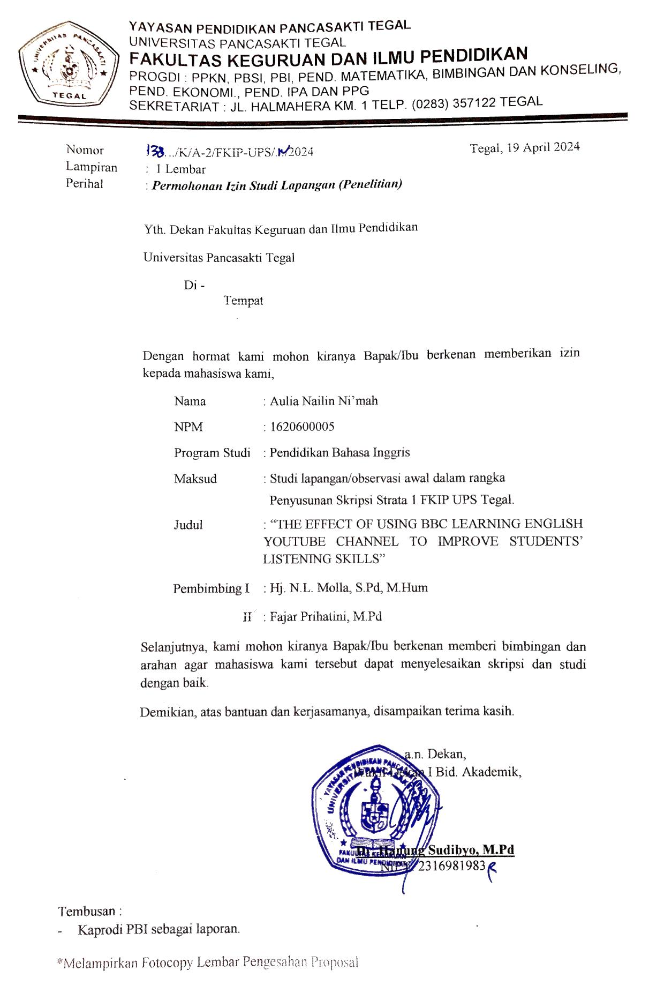 UNIVERSITAS PANCASAKTI
TEGAL
YAYASAN PENDIDIKAN PANCASAKTI TEGAL
UNIVERSITAS PANCASAKTI TEGAL
FAKULTAS KEGURUAN DAN ILMU PENDIDIKAN
PROGDI : PPKN, PBSI, PBI, PEND. MATEMATIKA, BIMBINGAN DAN KONSELING,
PEND. EKONOMI., PEND. IPA DAN PPG
SEKRETARIAT : JL. HALMAHERA KM. 1 TELP. (0283) 357122 TEGAL
Nomor 138.../K/A-2/FKIP-UPS/.IV/2024 Tegal, 19 April 2024
Lampiran : 1 Lembar
Perihal : Permohonan Izin Studi Lapangan (Penelitian)
Yth. Dekan Fakultas Keguruan dan Ilmu Pendidikan
Universitas Pancasakti Tegal
Di -
Tempat
Dengan hormat kami mohon kiranya Bapak/Ibu berkenan memberikan izin
kepada mahasiswa kami,
Nama : Aulia Nailin Ni’mah
NPM : 1620600005
Program Studi : Pendidikan Bahasa Inggris
Maksud : Studi lapangan/observasi awal dalam rangka
Penyusunan Skripsi Strata 1 FKIP UPS Tegal.
Judul : “THE EFFECT OF USING BBC LEARNING ENGLISH
YOUTUBE CHANNEL TO IMPROVE STUDENTS’
LISTENING SKILLS”
Pembimbing I : Hj. N.L. Molla, S.Pd, M.Hum
II : Fajar Prihatini, M.Pd
Selanjutnya, kami mohon kiranya Bapak/Ibu berkenan memberi bimbingan dan
arahan agar mahasiswa kami tersebut dapat menyelesaikan skripsi dan studi
dengan baik.
Demikian, atas bantuan dan kerjasamanya, disampaikan terima kasih.
a.n. Dekan,
Wakil Dekan I Bid. Akademik,
YAYASAN PENDIDIKAN PANCASAKTI TEGAL
UNIVERSITAS PANCASAKTI TEGAL
FAKULTAS KEGURUAN
DAN ILMU PENDIDIKAN
Dr. Hanung Sudibyo, M.Pd
2316981983
Tembusan :
- Kaprodi PBI sebagai laporan.
*Melampirkan Fotocopy Lembar Pengesahan Proposal